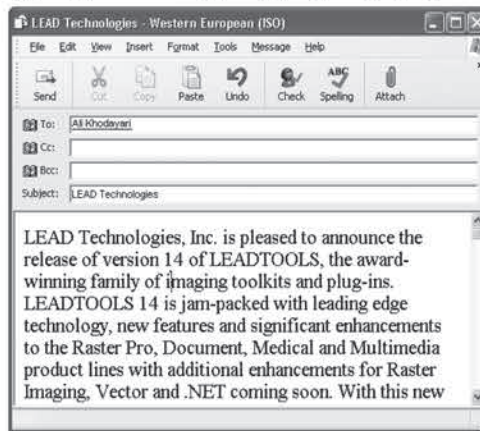 LEAD Technologies - Western European (ISO)
File Edit View Insert Format Tools Message Help
Send Cut Copy Paste Undo Check Spelling Attach
To: Ali Khodayari
Cc:
Bcc:
Subject: LEAD Technologies
LEAD Technologies, Inc. is pleased to announce the
release of version 14 of LEADTOOLS, the award-
winning family of imaging toolkits and plug-ins.
LEADTOOLS 14 is jam-packed with leading edge
technology, new features and significant enhancements
to the Raster Pro, Document, Medical and Multimedia
product lines with additional enhancements for Raster
Imaging, Vector and .NET coming soon. With this new